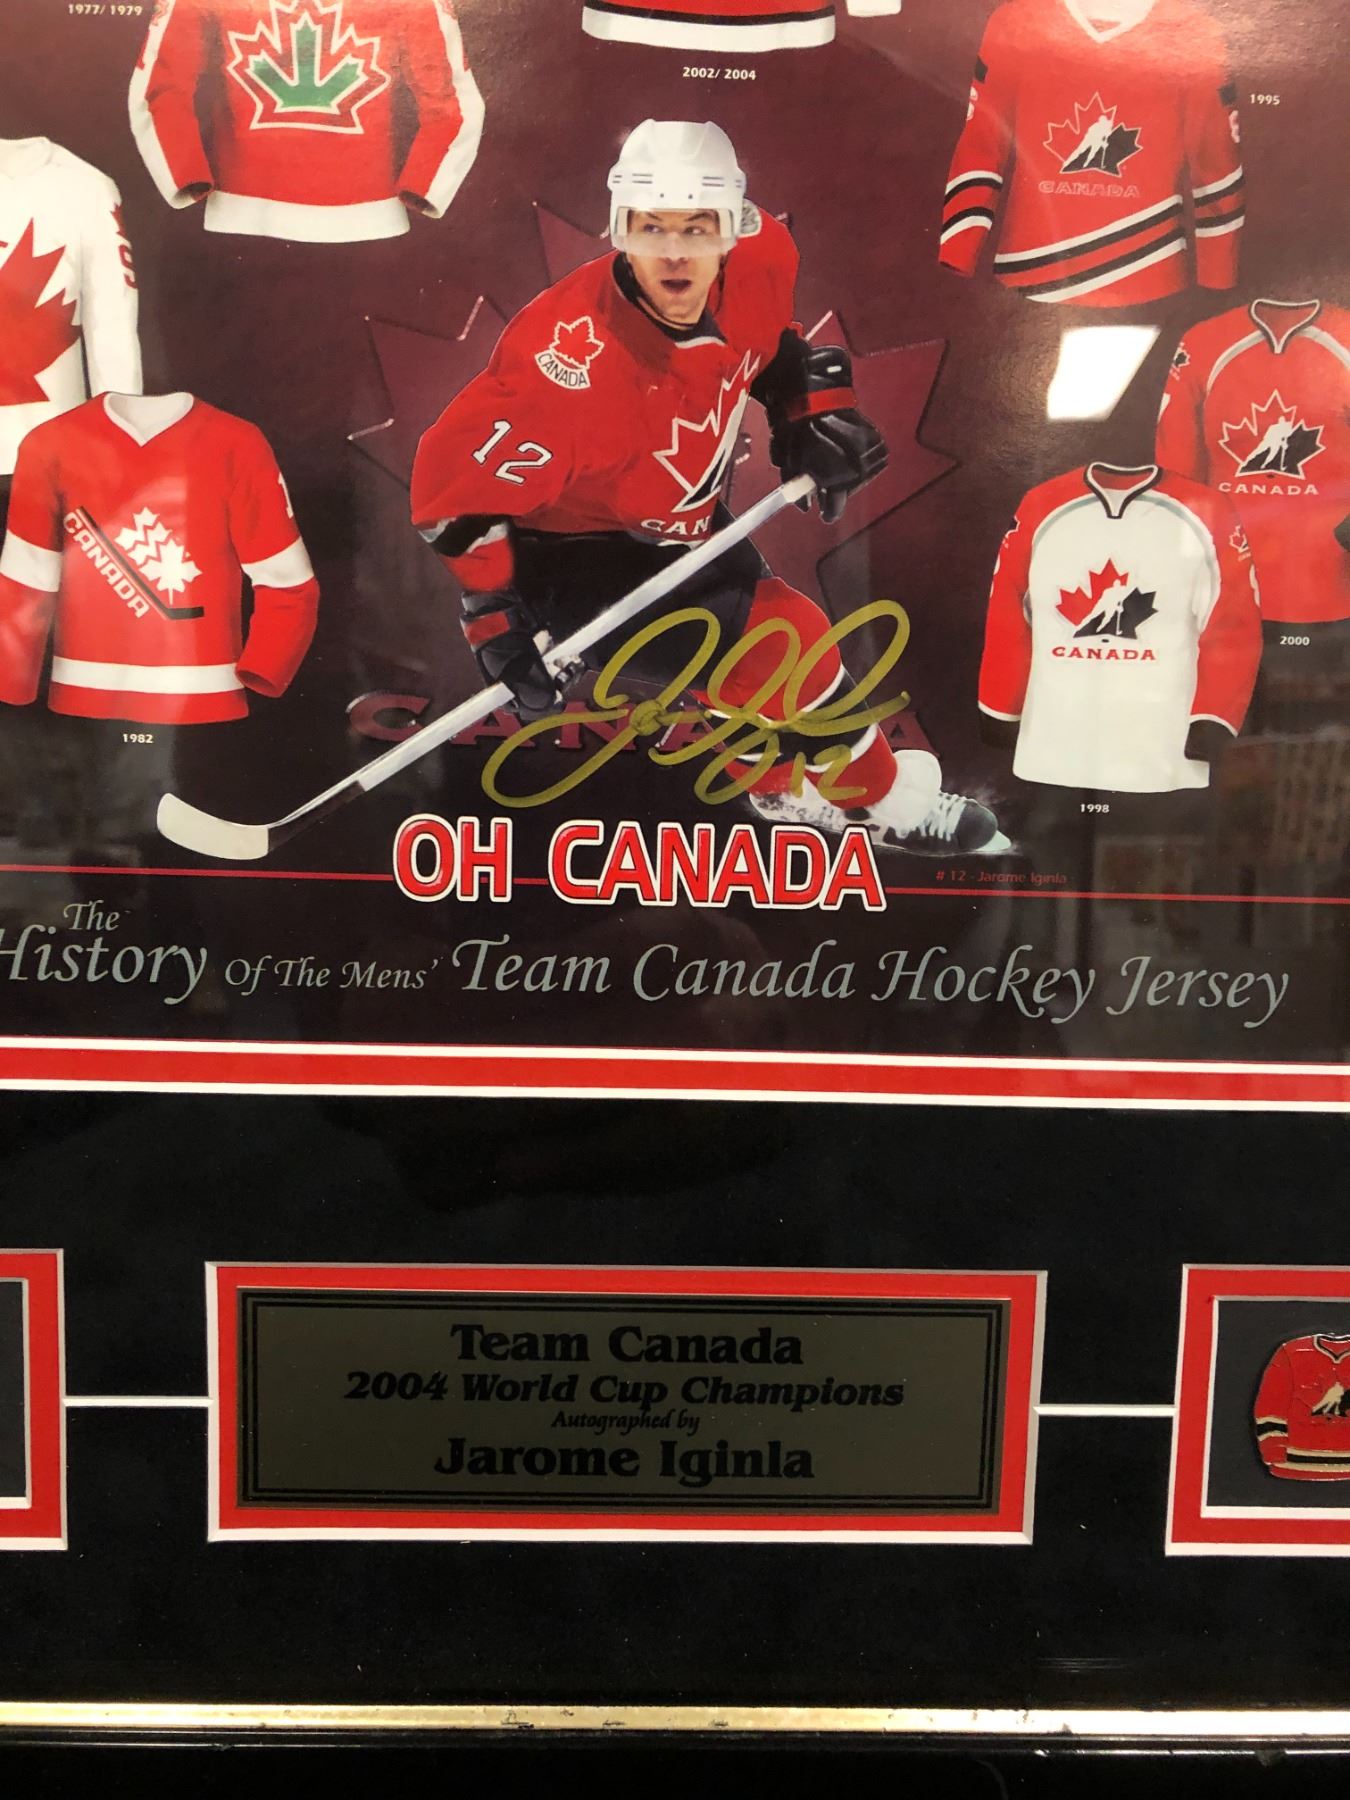 1977/ 1979
2002/ 2004
1995
CANADA
CANADA
12
CANADA
CANADA
CAN
CANADA
2000
CANADA
1982
12
1998
OH CANADA
# 12 - Jarome Iginla
The
History Of The Mens' Team Canada Hockey Jersey
Team Canada
2004 World Cup Champions
Autographed by
Jarome Iginla